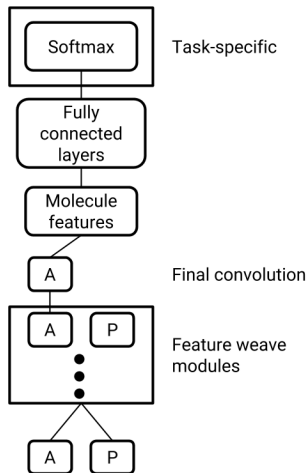 Softmax
Task-specific
Fully
connected
layers
Molecule
features
A
Final convolution
A P
Feature weave
modules
A P